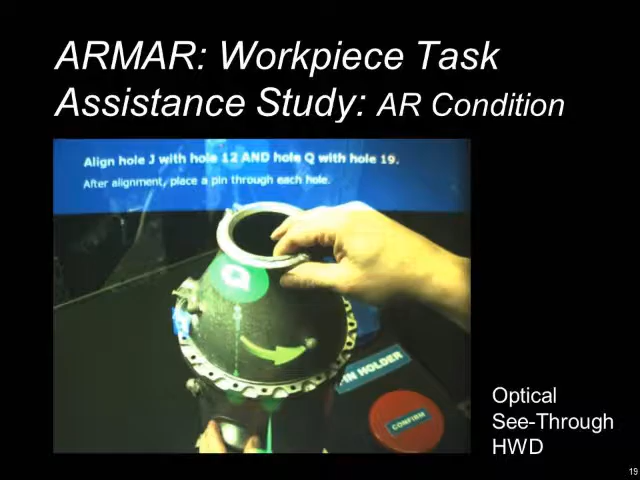 ARMAR: Workpiece Task
Assistance Study: AR Condition
Align hole J with hole 12 AND hole Q with hole 19.
After alignment, place a pin through each hole.
Q
PIN HOLDER
CONFIRM
Optical
See-Through
HWD
19